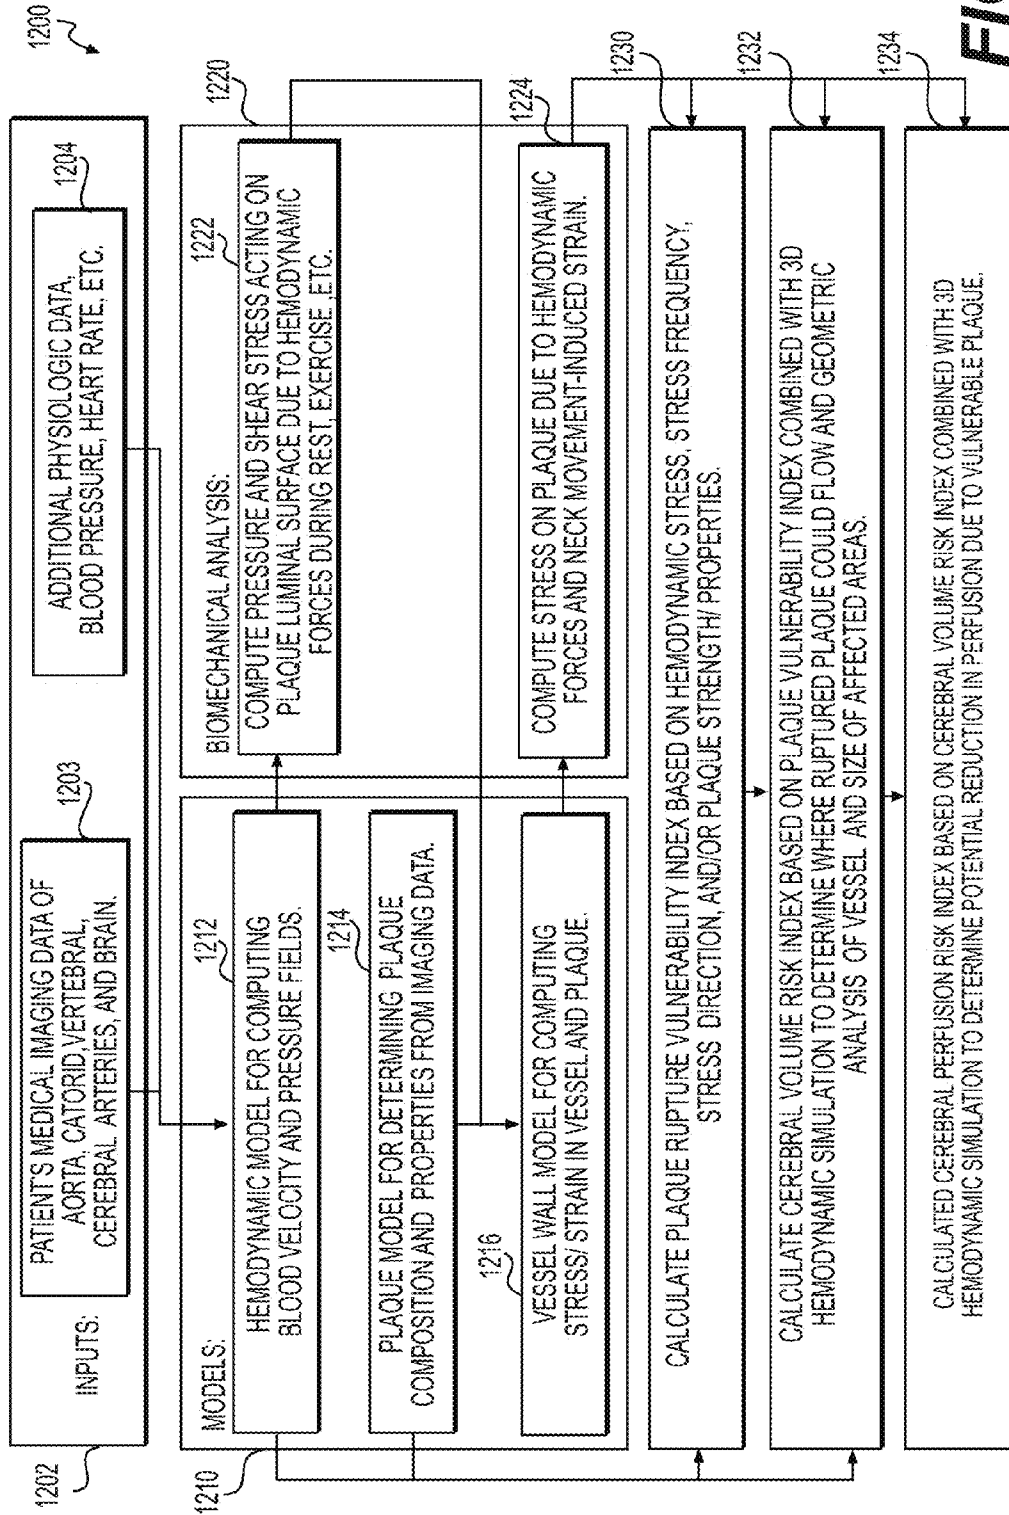 1200
1202
INPUTS:
1203
PATIENT'S MEDICAL IMAGING DATA OF
AORTA, CATORID, VERTEBRAL,
CEREBRAL ARTERIES, AND BRAIN.
1204
ADDITIONAL PHYSIOLOGIC DATA,
BLOOD PRESSURE, HEART RATE, ETC.
1210
MODELS:
1212
HEMODYNAMIC MODEL FOR COMPUTING
BLOOD VELOCITY AND PRESSURE FIELDS.
1214
PLAQUE MODEL FOR DETERMINING PLAQUE
COMPOSITION AND PROPERTIES FROM IMAGING DATA.
1216
VESSEL WALL MODEL FOR COMPUTING
STRESS/ STRAIN IN VESSEL AND PLAQUE.
1220
BIOMECHANICAL ANALYSIS:
1222
COMPUTE PRESSURE AND SHEAR STRESS ACTING ON
PLAQUE LUMINAL SURFACE DUE TO HEMODYNAMIC
FORCES DURING REST, EXERCISE ,ETC.
1224
COMPUTE STRESS ON PLAQUE DUE TO HEMODYNAMIC
FORCES AND NECK MOVEMENT-INDUCED STRAIN.
1230
CALCULATE PLAQUE RUPTURE VULNERABILITY INDEX BASED ON HEMODYNAMIC STRESS, STRESS FREQUENCY,
STRESS DIRECTION, AND/OR PLAQUE STRENGTH/ PROPERTIES.
1232
CALCULATE CEREBRAL VOLUME RISK INDEX BASED ON PLAQUE VULNERABILITY INDEX COMBINED WITH 3D
HEMODYNAMIC SIMULATION TO DETERMINE WHERE RUPTURED PLAQUE COULD FLOW AND GEOMETRIC
ANALYSIS OF VESSEL AND SIZE OF AFFECTED AREAS.
1234
CALCULATED CEREBRAL PERFUSION RISK INDEX BASED ON CEREBRAL VOLUME RISK INDEX COMBINED WITH 3D
HEMODYNAMIC SIMULATION TO DETERMINE POTENTIAL REDUCTION IN PERFUSION DUE TO VULNERABLE PLAQUE.